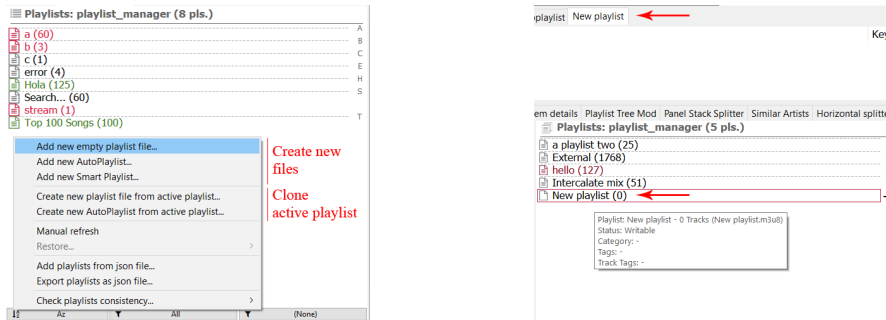 Playlists: playlist_manager (8 pls.)
a (60)
b (3)
c (1)
error (4)
Hola (125)
Search... (60)
stream (1)
Top 100 Songs (100)
A
B
C
E
H
S
T
Add new empty playlist file...
Add new AutoPlaylist...
Add new Smart Playlist...
Create new playlist file from active playlist...
Create new AutoPlaylist from active playlist...
Manual refresh
Restore...
Add playlists from json file...
Export playlists as json file...
Check playlists consistency...
Create new
files
Clone
active playlist
Az All (None)
oplaylist New playlist
Key
em details Playlist Tree Mod Panel Stack Splitter Similar Artists Horizontal splitte
Playlists: playlist_manager (5 pls.)
a playlist two (25)
External (1768)
hello (127)
Intercalate mix (51)
New playlist (0)
Playlist: New playlist - 0 Tracks (New playlist.m3u8)
Status: Writable
Category: -
Tags: -
Track Tags: -